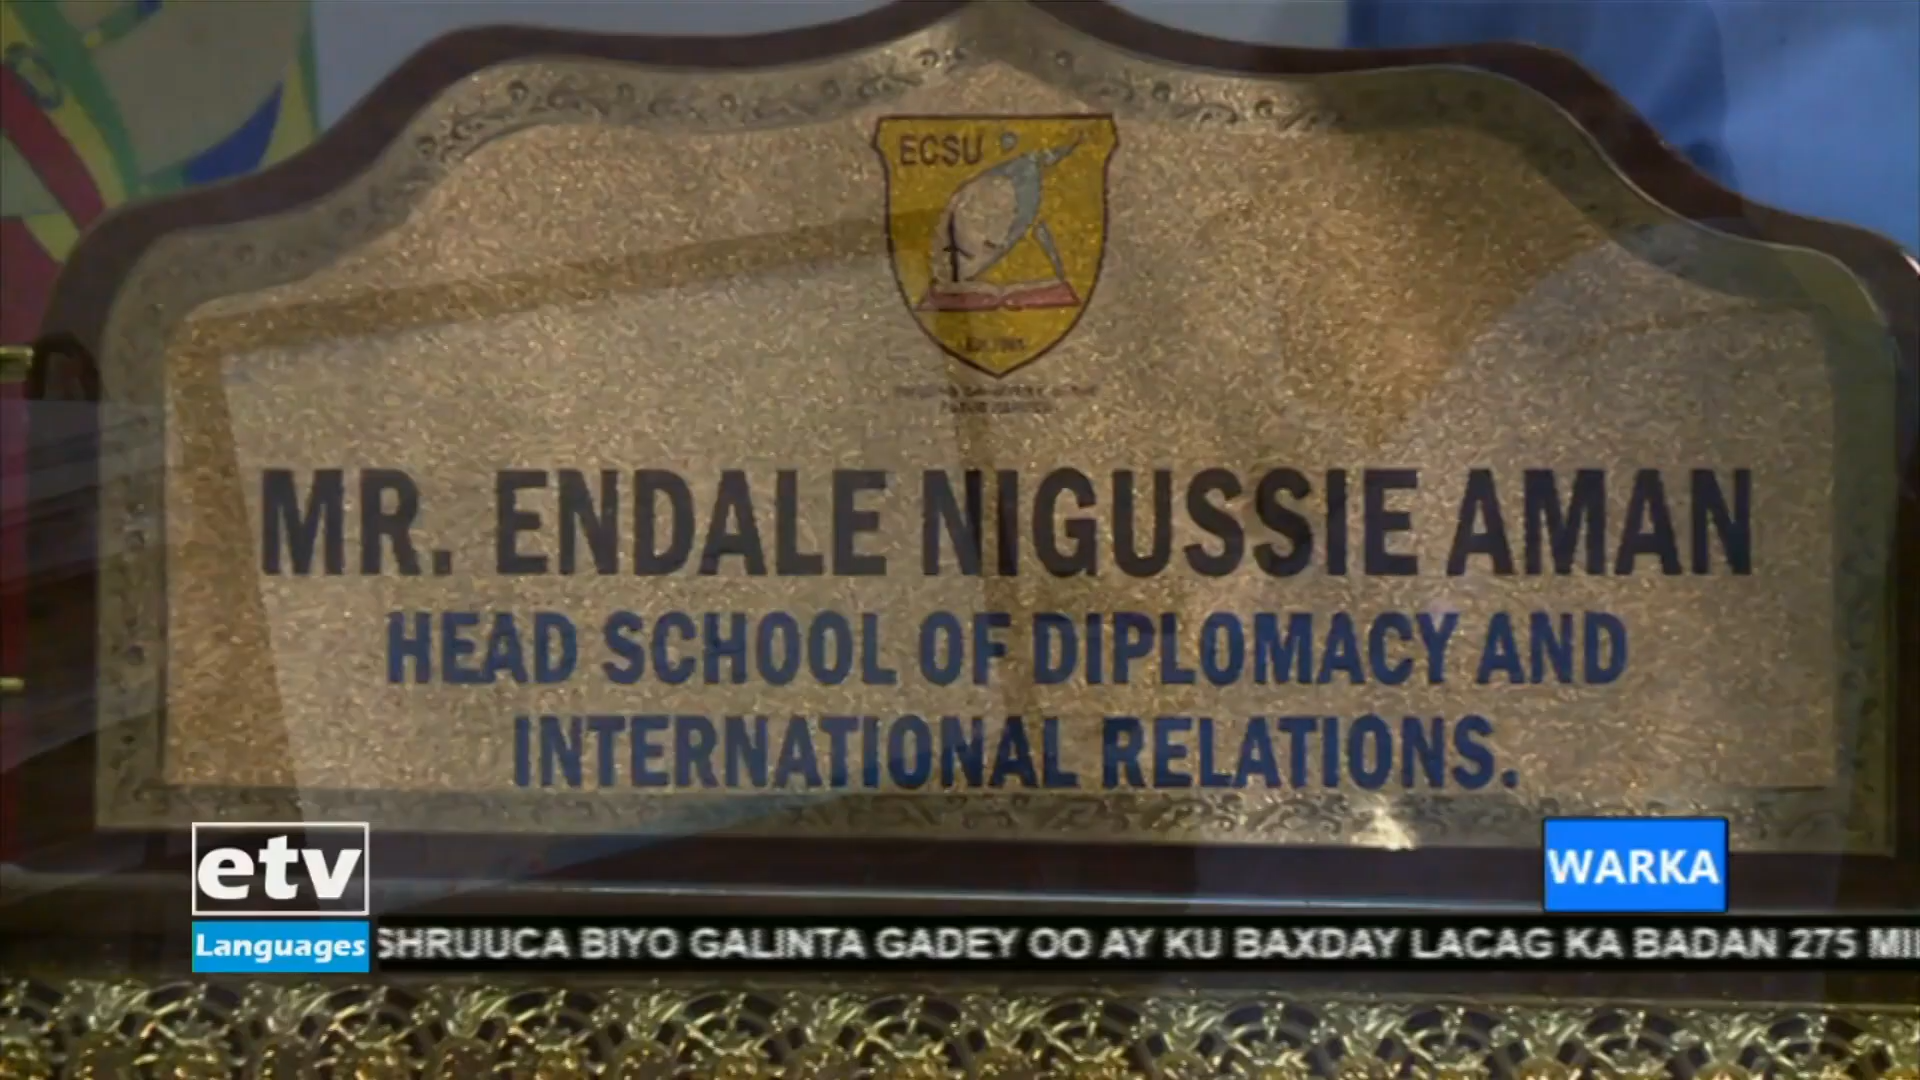 ECSU
MR. ENDALE NIGUSSIE AMAN
HEAD SCHOOL OF DIPLOMACY AND
INTERNATIONAL RELATIONS.
etv
WARKA
Languages
SHRUUCA BIYO GALINTA GADEY OO AY KU BAXDAY LACAG KA BADAN 275